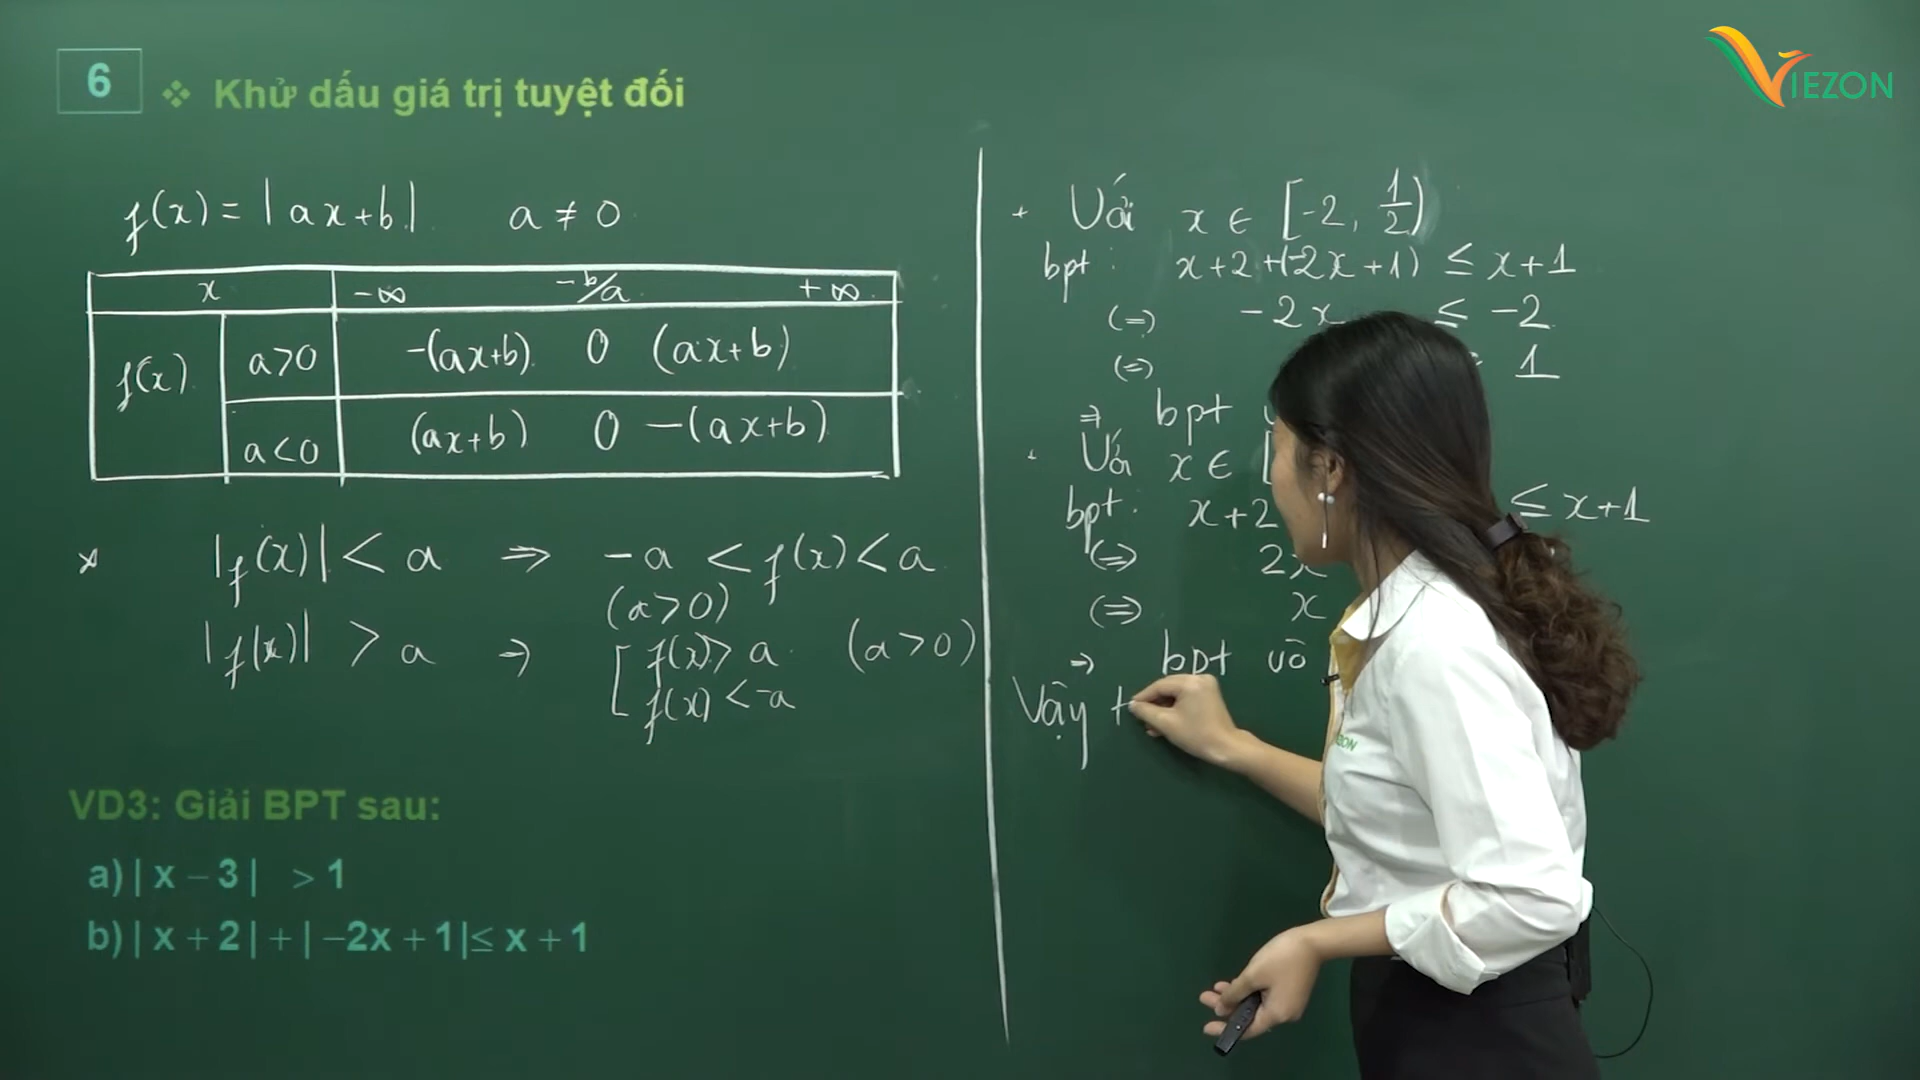 VIEZON
6 ❖ Khử dấu giá trị tuyệt đối
f(x) = |ax+b| a ≠ 0
x -∞ -b/a +∞
f(x) a>0 -(ax+b) 0 (ax+b)
a<0 (ax+b) 0 -(ax+b)
* |f(x)| < a ⇒ -a < f(x) < a
(a>0)
|f(x)| > a ⇒ [ f(x) > a (a>0)
f(x) < -a
VD3: Giải BPT sau:
a) | x – 3 | > 1
b) | x + 2 | + | –2x + 1 | ≤ x + 1
+ Với x ∈ [-2, 1/2)
bpt: x+2+(-2x+1) ≤ x+1
(=) -2x ≤ -2
(=) 1
⇒ bpt
+ Với x ∈ [
bpt: x+2 ≤ x+1
(=) 2x
(=) x
⇒ bpt vô
Vậy t